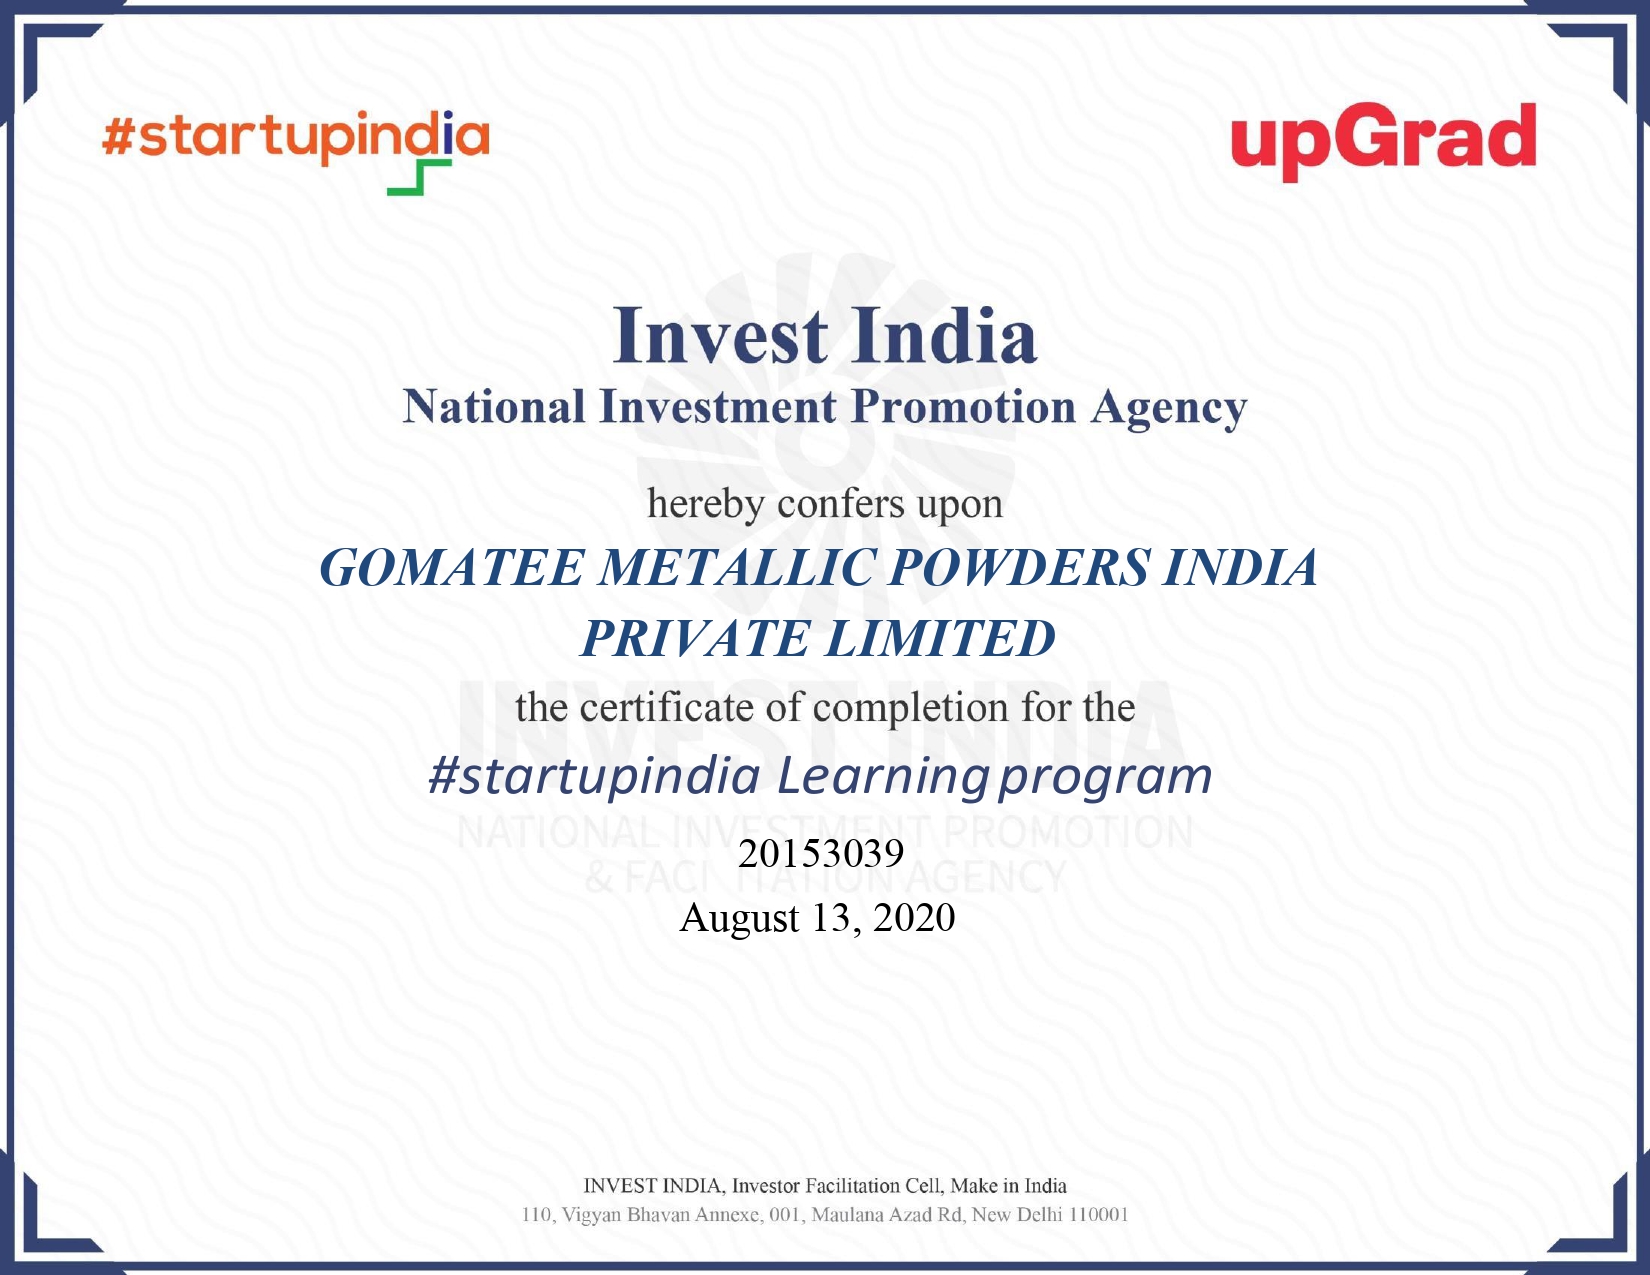 #startupindia
upGrad
Invest India
National Investment Promotion Agency
hereby confers upon
GOMATEE METALLIC POWDERS INDIA
PRIVATE LIMITED
the certificate of completion for the
INVEST INDIA
#startupindia Learning program
NATIONAL INVESTMENT PROMOTION
20153039
& FACILITATION AGENCY
August 13, 2020
INVEST INDIA, Investor Facilitation Cell, Make in India
110, Vigyan Bhavan Annexe, 001, Maulana Azad Rd, New Delhi 110001